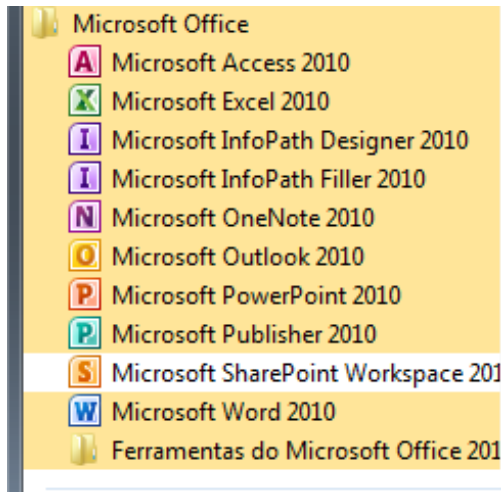 Microsoft Office
Microsoft Access 2010
Microsoft Excel 2010
Microsoft InfoPath Designer 2010
Microsoft InfoPath Filler 2010
Microsoft OneNote 2010
Microsoft Outlook 2010
Microsoft PowerPoint 2010
Microsoft Publisher 2010
Microsoft SharePoint Workspace 201
Microsoft Word 2010
Ferramentas do Microsoft Office 201